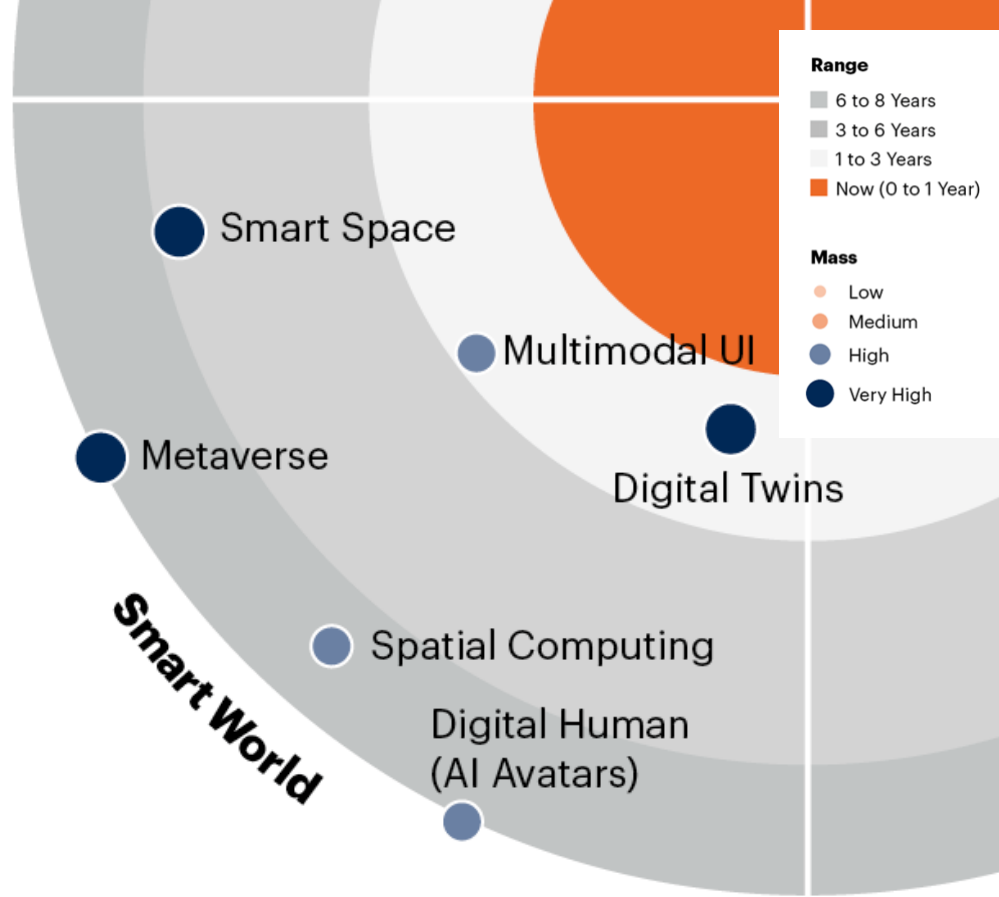 Range
6 to 8 Years
3 to 6 Years
1 to 3 Years
Now (0 to 1 Year)
Mass
Low
Medium
High
Very High
Smart Space
Multimodal UI
Metaverse
Digital Twins
Smart World
Spatial Computing
Digital Human
(AI Avatars)